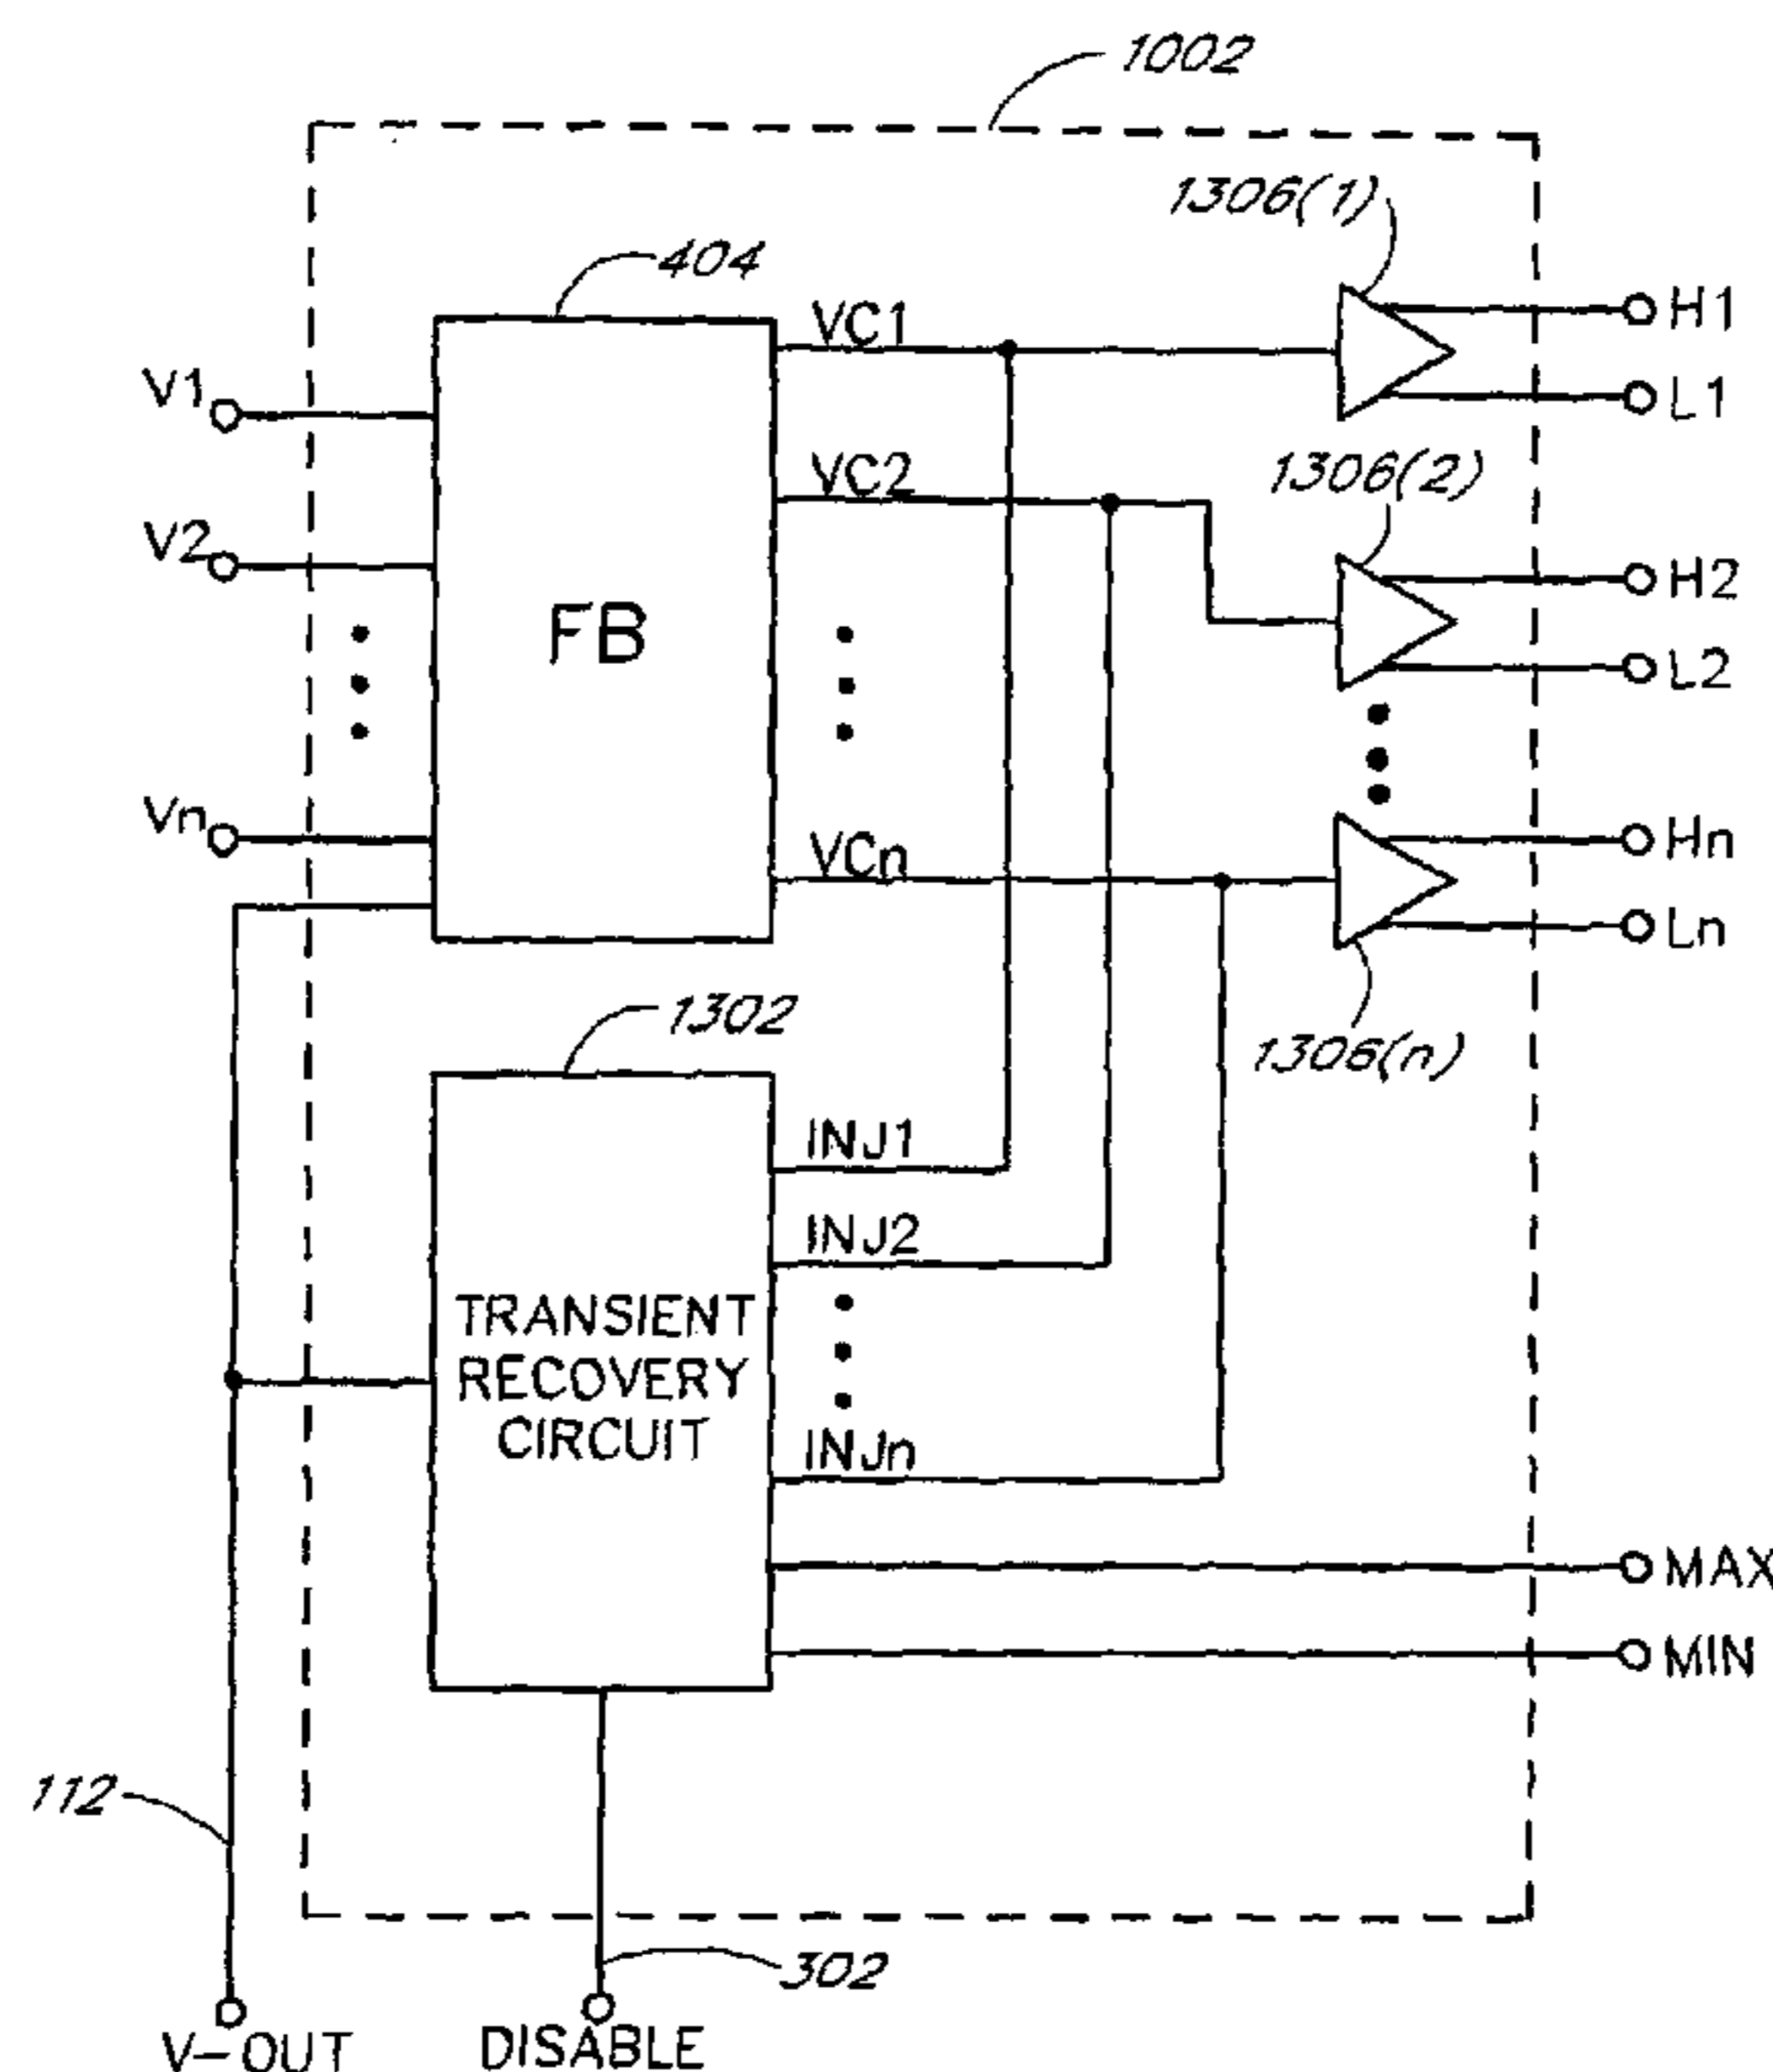 1002
1306(1)
404
VC1
H1
V1
L1
VC2
1306(2)
V2
H2
FB
L2
Vn
VCn
Hn
Ln
1302
1306(n)
INJ1
INJ2
TRANSIENT
RECOVERY
CIRCUIT
INJn
MAX
MIN
112
302
V-OUT
DISABLE